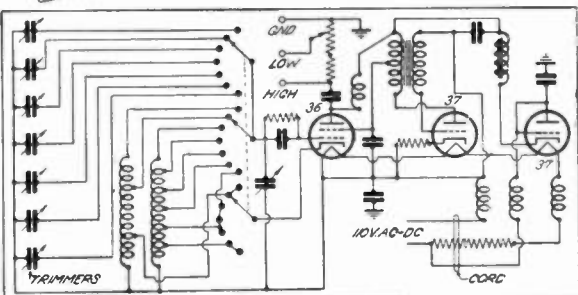 GND
LOW
HIGH
36
37
37
110V.AC-DC
CORD
TRIMMERS